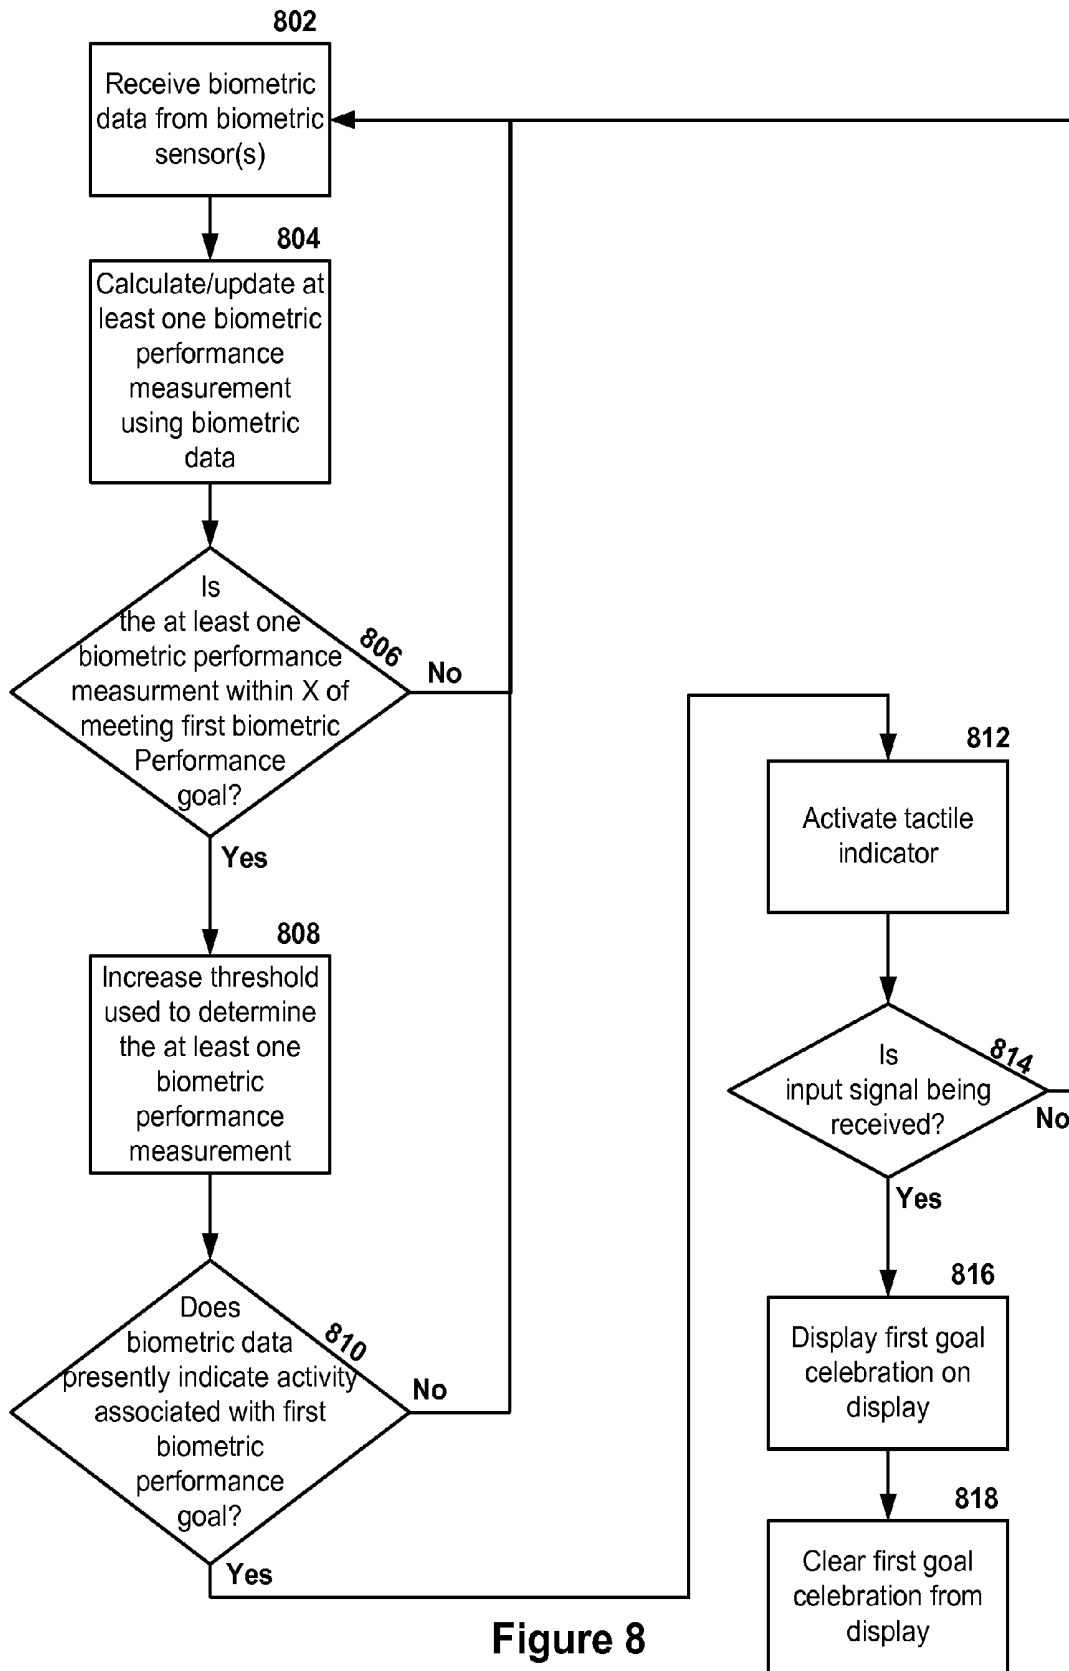 802
Receive biometric
data from biometric
sensor(s)
804
Calculate/update at
least one biometric
performance
measurement
using biometric
data
Is
the at least one
biometric performance
measurment within X of
meeting first biometric
Performance
goal?
806
No
Yes
808
Increase threshold
used to determine
the at least one
biometric
performance
measurement
Does
biometric data
presently indicate activity
associated with first
biometric
performance
goal?
810
No
Yes
812
Activate tactile
indicator
Is
input signal being
received?
814
No
Yes
816
Display first goal
celebration on
display
818
Clear first goal
celebration from
display
Figure 8